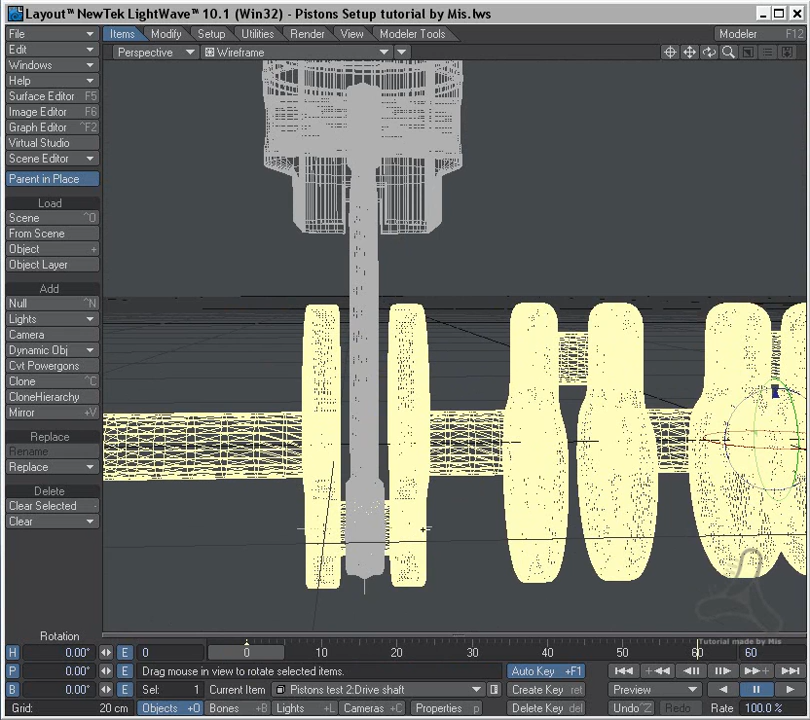 Layout™ NewTek LightWave™ 10.1 (Win32) - Pistons Setup tutorial by Mis.lws
File
Items Modify Setup Utilities Render View Modeler Tools
Modeler F12
Edit
Perspective Wireframe
Windows
Help
Surface Editor F5
Image Editor F6
Graph Editor ^F2
Virtual Studio
Scene Editor
Parent in Place
Load
Scene ^O
From Scene
Object +
Object Layer
Add
Null ^N
Lights
Camera
Dynamic Obj
Cvt Powergons
Clone ^C
CloneHierarchy
Mirror +V
Replace
Rename
Replace
Delete
Clear Selected -
Clear
Tutorial made by Mis
Rotation
H 0.00° E 0 0 10 20 30 40 50 60 60
P 0.00° E Drag mouse in view to rotate selected items. Auto Key +F1
B 0.00° E Sel: 1 Current Item Pistons test 2:Drive shaft Create Key ret Preview
Grid: 20 cm Objects +O Bones +B Lights +L Cameras +C Properties p Delete Key del Undo ^Z Redo Rate 100.0 %